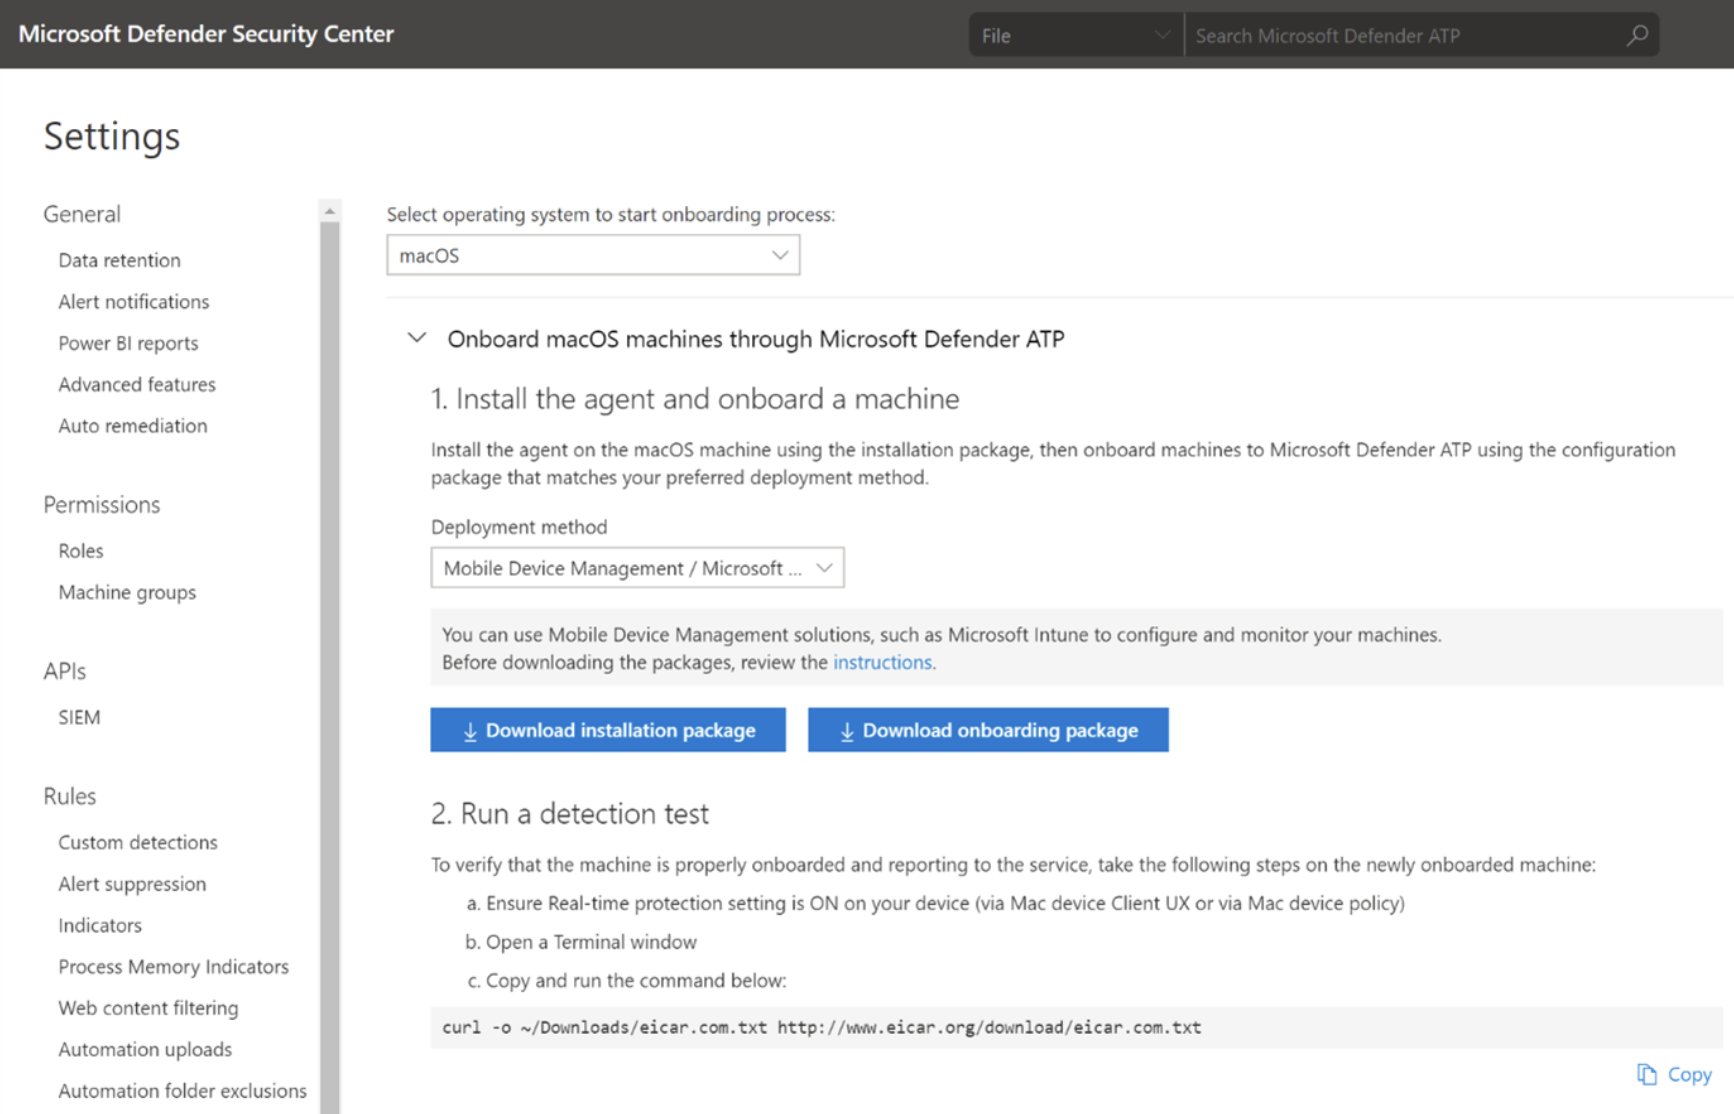 Microsoft Defender Security Center
File
Search Microsoft Defender ATP
Settings
General
Data retention
Alert notifications
Power BI reports
Advanced features
Auto remediation
Permissions
Roles
Machine groups
APIs
SIEM
Rules
Custom detections
Alert suppression
Indicators
Process Memory Indicators
Web content filtering
Automation uploads
Automation folder exclusions
Select operating system to start onboarding process:
macOS
Onboard macOS machines through Microsoft Defender ATP
1. Install the agent and onboard a machine
Install the agent on the macOS machine using the installation package, then onboard machines to Microsoft Defender ATP using the configuration
package that matches your preferred deployment method.
Deployment method
Mobile Device Management / Microsoft ...
You can use Mobile Device Management solutions, such as Microsoft Intune to configure and monitor your machines.
Before downloading the packages, review the instructions.
Download installation package
Download onboarding package
2. Run a detection test
To verify that the machine is properly onboarded and reporting to the service, take the following steps on the newly onboarded machine:
a. Ensure Real-time protection setting is ON on your device (via Mac device Client UX or via Mac device policy)
b. Open a Terminal window
c. Copy and run the command below:
curl -o ~/Downloads/eicar.com.txt http://www.eicar.org/download/eicar.com.txt
Copy